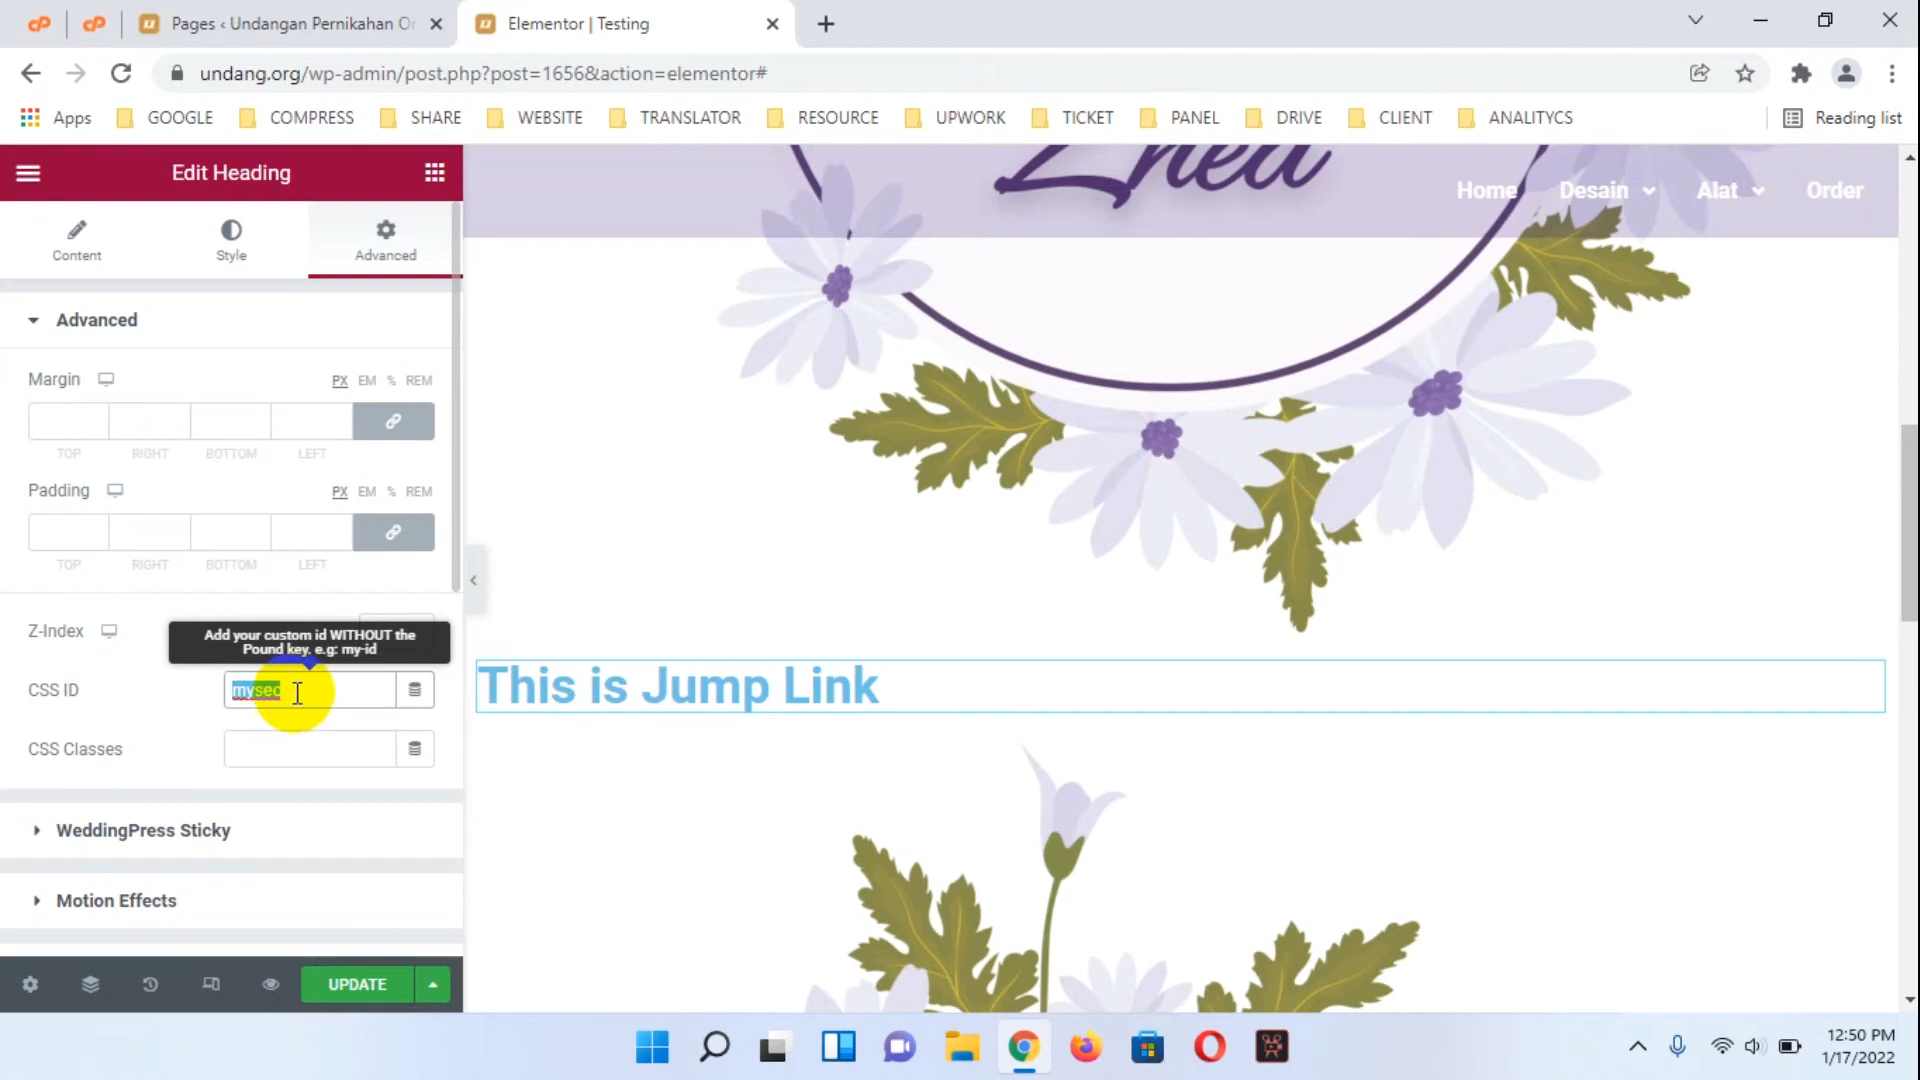 Pages ‹ Undangan Pernikahan Or
Elementor | Testing
undang.org/wp-admin/post.php?post=1656&action=elementor#
Apps
GOOGLE
COMPRESS
SHARE
WEBSITE
TRANSLATOR
RESOURCE
UPWORK
TICKET
PANEL
DRIVE
CLIENT
ANALITYCS
Reading list
Edit Heading
Zhea
Home
Desain
Alat
Order
Content
Style
Advanced
Advanced
Margin
PX EM % REM
TOP RIGHT BOTTOM LEFT
Padding
PX EM % REM
TOP RIGHT BOTTOM LEFT
Z-Index
Add your custom id WITHOUT the
Pound key. e.g: my-id
CSS ID
mysec
This is Jump Link
CSS Classes
WeddingPress Sticky
Motion Effects
UPDATE
12:50 PM
1/17/2022